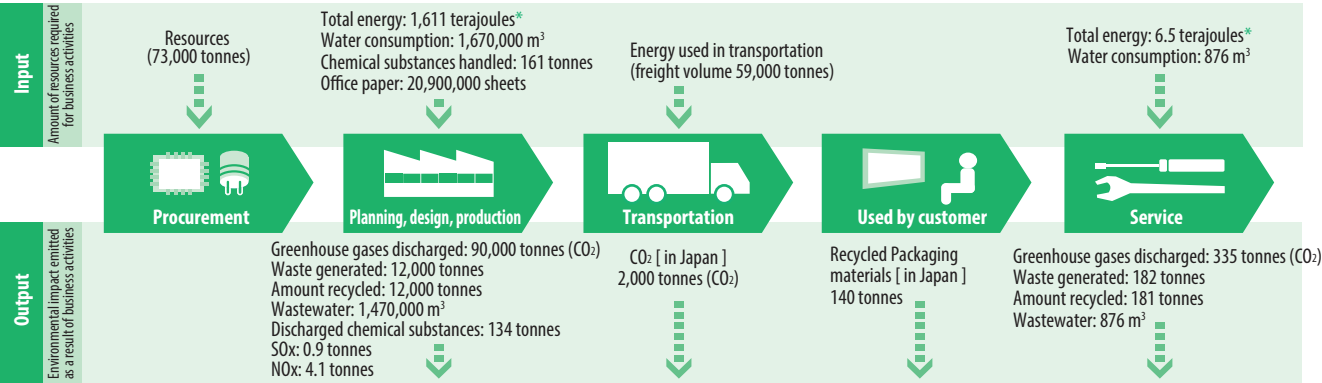 Input
Amount of resources required
for business activities
Resources
(73,000 tonnes)
Total energy: 1,611 terajoules*
Water consumption: 1,670,000 m³
Chemical substances handled: 161 tonnes
Office paper: 20,900,000 sheets
Energy used in transportation
(freight volume 59,000 tonnes)
Total energy: 6.5 terajoules*
Water consumption: 876 m³
Procurement
Planning, design, production
Transportation
Used by customer
Service
Output
Environmental impact emitted
as a result of business activities
Greenhouse gases discharged: 90,000 tonnes (CO₂)
Waste generated: 12,000 tonnes
Amount recycled: 12,000 tonnes
Wastewater: 1,470,000 m³
Discharged chemical substances: 134 tonnes
SOx: 0.9 tonnes
NOx: 4.1 tonnes
CO₂ [ in Japan ]
2,000 tonnes (CO₂)
Recycled Packaging
materials [ in Japan ]
140 tonnes
Greenhouse gases discharged: 335 tonnes (CO₂)
Waste generated: 182 tonnes
Amount recycled: 181 tonnes
Wastewater: 876 m³